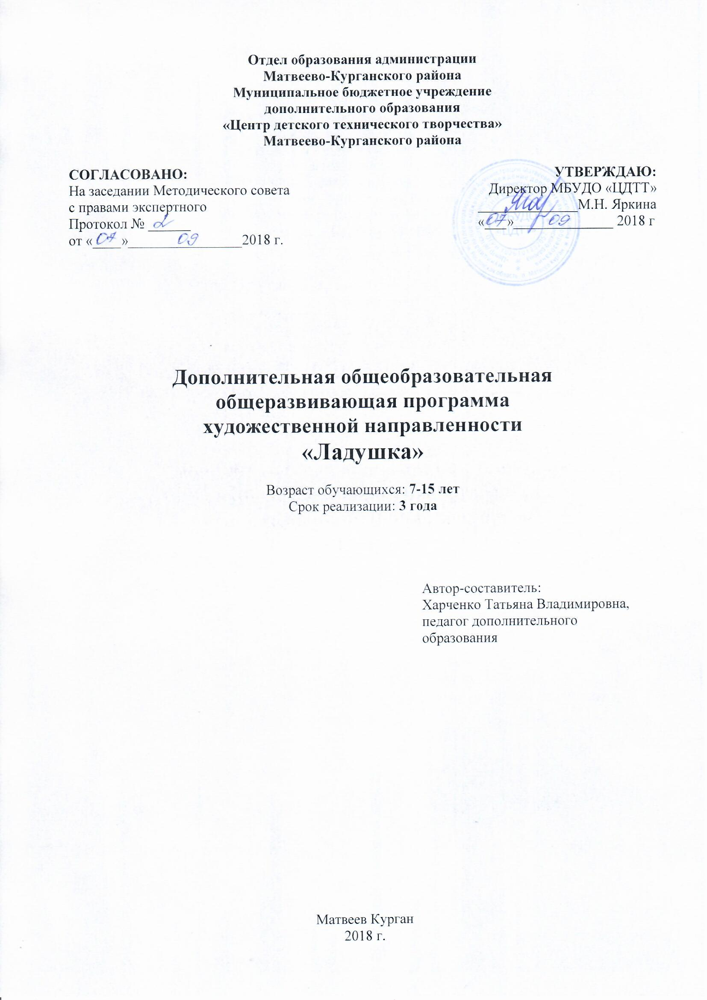 Отдел образования администрации
Матвеево-Курганского района
Муниципальное бюджетное учреждение
дополнительного образования
«Центр детского технического творчества»
Матвеево-Курганского района
СОГЛАСОВАНО:
На заседании Методического совета
с правами экспертного
Протокол № 2
от «07»09 2018 г.
УТВЕРЖДАЮ:
Директор МБУДО «ЦДТТ»
М.Н. Яркина
«07» 09 2018 г
Дополнительная общеобразовательная
общеразвивающая программа
художественной направленности
«Ладушка»
Возраст обучающихся: 7-15 лет
Срок реализации: 3 года
Автор-составитель:
Харченко Татьяна Владимировна,
педагог дополнительного
образования
Матвеев Курган
2018 г.